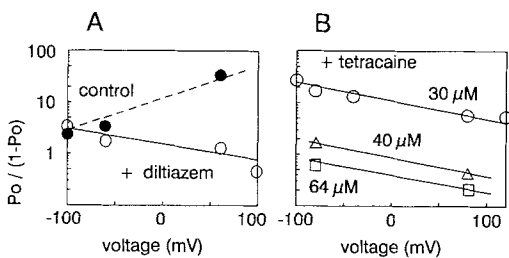 A
B
Po / (1-Po)
100
10
1
control
+ diltiazem
-100
0
100
voltage (mV)
+ tetracaine
30 µM
40 µM
64 µM
-100
0
100
voltage (mV)